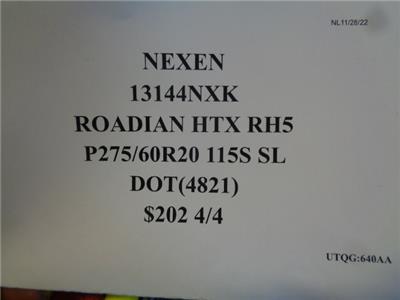 NL11/28/22
NEXEN
13144NXK
ROADIAN HTX RH5
P275/60R20 115S SL
DOT(4821)
$202 4/4
UTQG:640AA